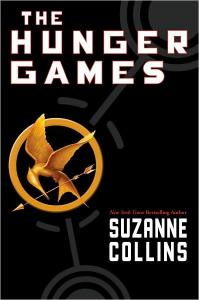 THE
HUNGER
GAMES
New York Times Bestselling Author
SUZANNE
COLLINS